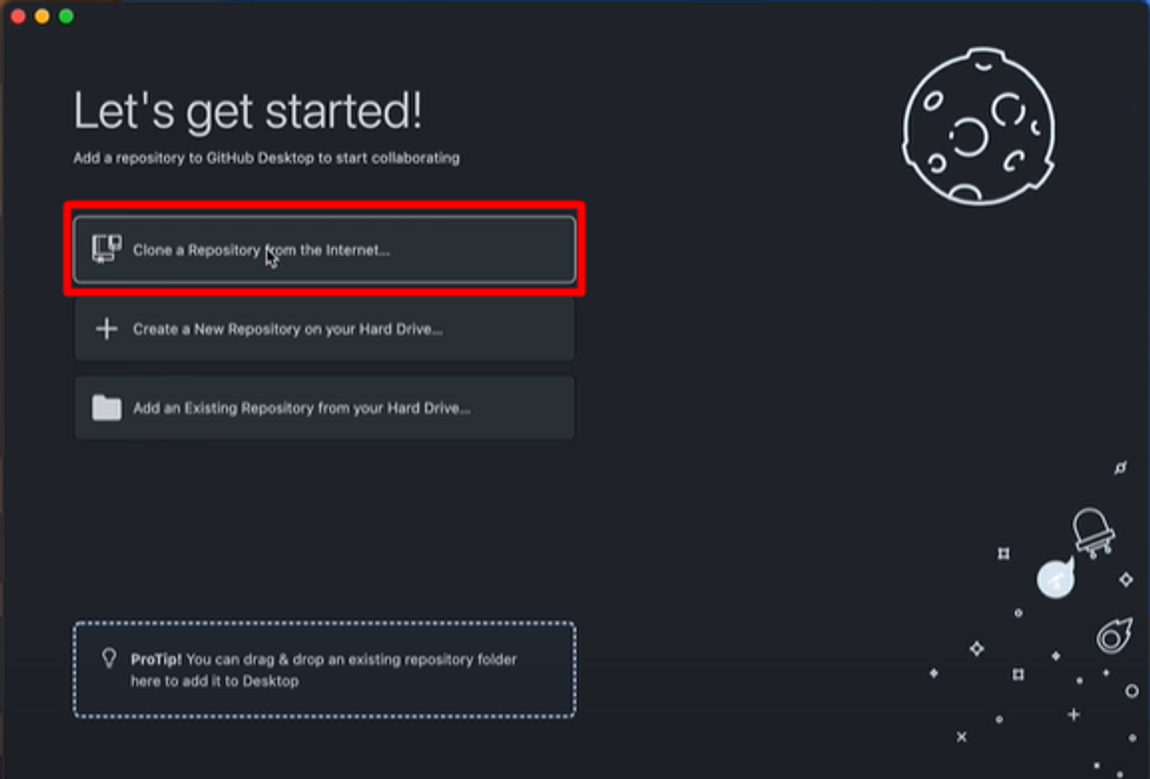 Let's get started!
Add a repository to GitHub Desktop to start collaborating
Clone a Repository from the Internet...
Create a New Repository on your Hard Drive...
Add an Existing Repository from your Hard Drive...
ProTip! You can drag & drop an existing repository folder
here to add it to Desktop